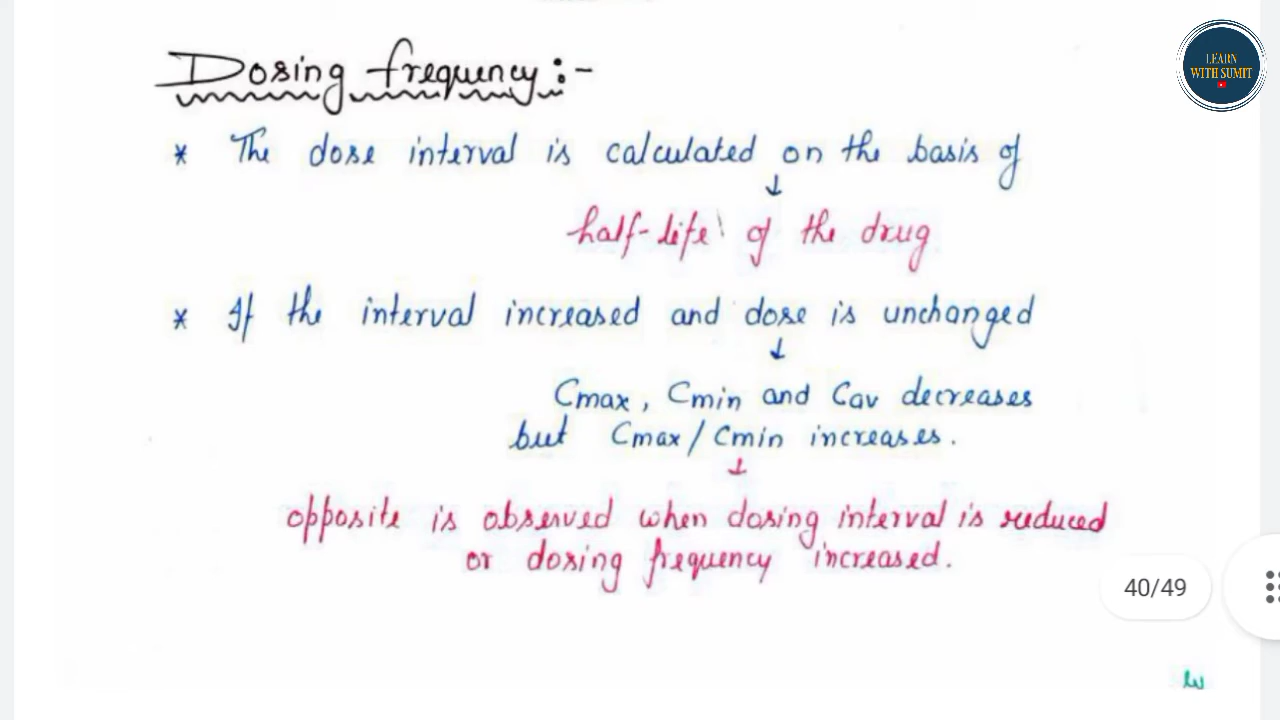 LEARN
WITH SUMIT
Dosing frequency :-
* The dose interval is calculated on the basis of
↓
half-life of the drug
* If the interval increased and dose is unchanged
↓
Cmax, Cmin and Cav decreases
but Cmax/Cmin increases.
↓
opposite is observed when dosing interval is reduced
or dosing frequency increased.
40/49